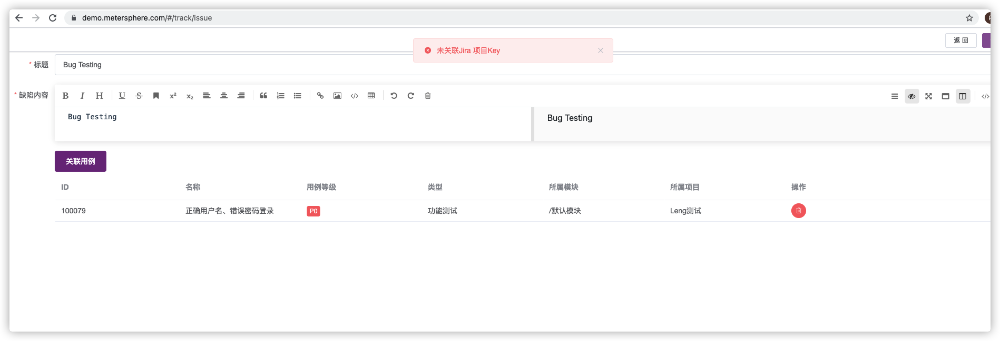 demo.metersphere.com/#/track/issue
返 回
未关联Jira 项目Key
* 标题
Bug Testing
* 缺陷内容
B I H U S x² x₂
Bug Testing
Bug Testing
关联用例
ID 名称 用例等级 类型 所属模块 所属项目 操作
100079 正确用户名、错误密码登录 P0 功能测试 /默认模块 Leng测试